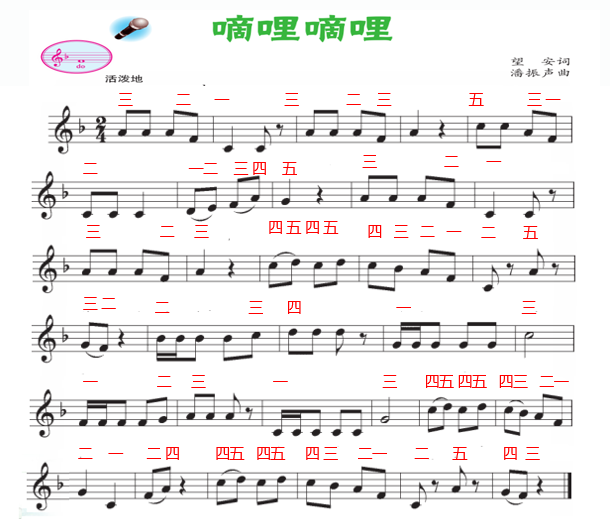 嘀哩嘀哩
do
望 安词
潘振声曲
活泼地
三 二 一 三 二 三 五 三 一
2
4
二 一 二 三 四 五 三 二 一
三 二 三 四 五 四 五 四 三 二 一 二 五
三 二 二 三 四 一 三
一 二 三 一 三 四五 四五 四三 二一
二 一 二四 四五 四五 四三 二一 二 五 四 三